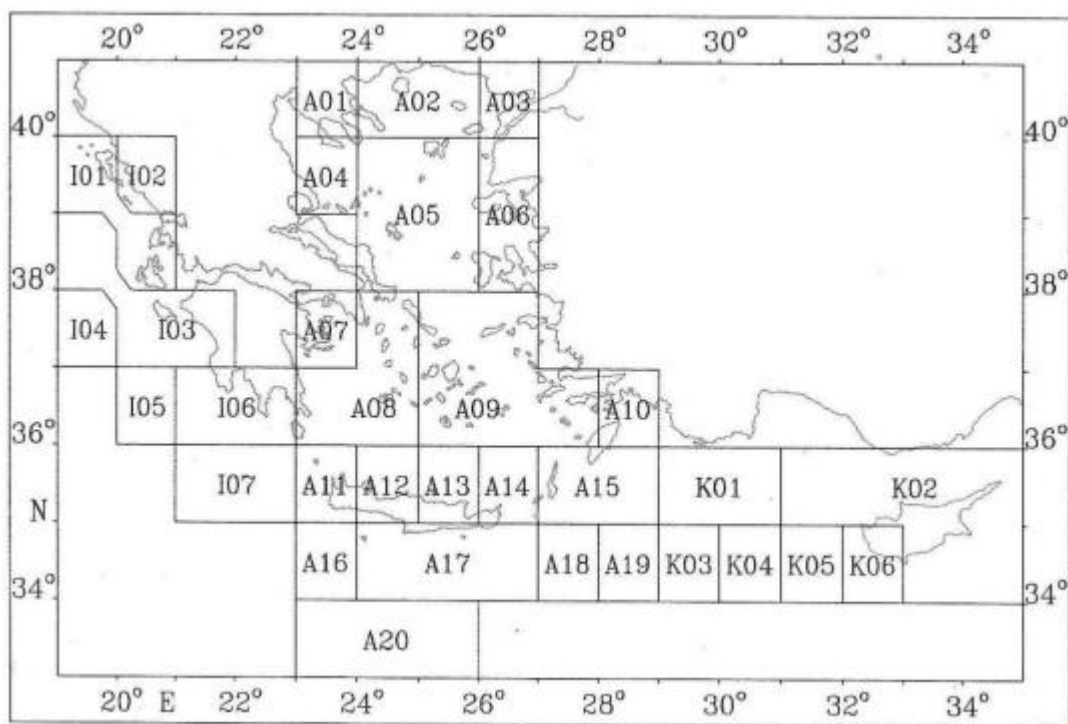 20° 22° 24° 26° 28° 30° 32° 34°
A01 A02 A03
40° 40°
I01 I02 A04
A05 A06
38° 38°
I04 I03 A07
I05 I06 A08 A09 A10
36° 36°
I07 A11 A12 A13 A14 A15 K01 K02
N
A16 A17 A18 A19 K03 K04 K05 K06
34° 34°
A20
20° E 22° 24° 26° 28° 30° 32° 34°